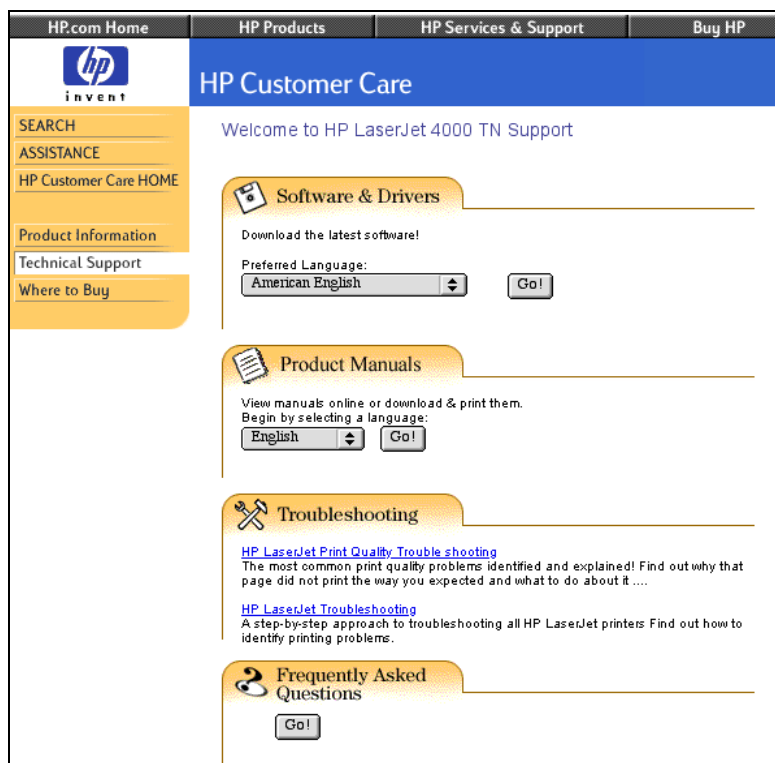 HP.com Home
HP Products
HP Services & Support
Buy HP
hp
invent
HP Customer Care
SEARCH
ASSISTANCE
HP Customer Care HOME
Product Information
Technical Support
Where to Buy
Welcome to HP LaserJet 4000 TN Support
Software & Drivers
Download the latest software!
Preferred Language:
American English
Go!
Product Manuals
View manuals online or download & print them.
Begin by selecting a language:
English
Go!
Troubleshooting
HP LaserJet Print Quality Trouble shooting
The most common print quality problems identified and explained! Find out why that
page did not print the way you expected and what to do about it ....
HP LaserJet Troubleshooting
A step-by-step approach to troubleshooting all HP LaserJet printers Find out how to
identify printing problems.
Frequently Asked
Questions
Go!